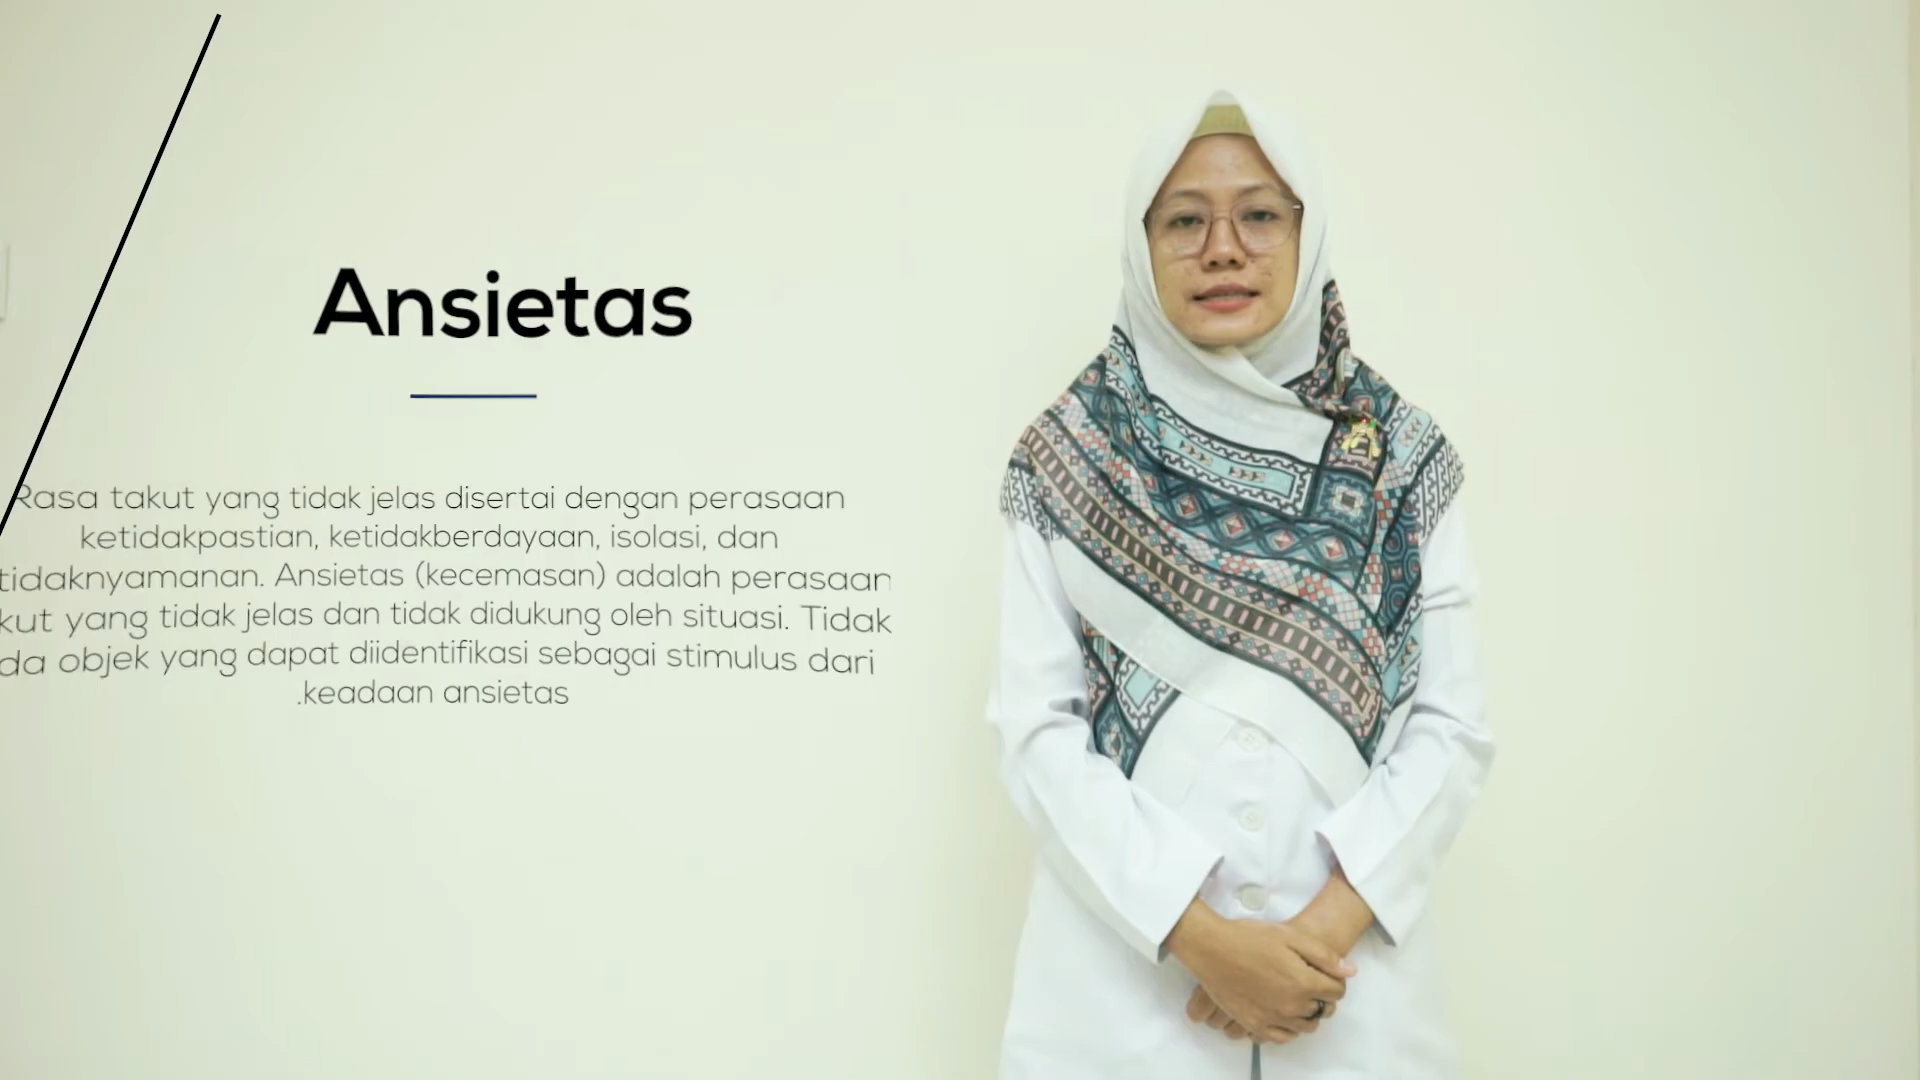 Ansietas
Rasa takut yang tidak jelas disertai dengan perasaan
ketidakpastian, ketidakberdayaan, isolasi, dan
tidaknyamanan. Ansietas (kecemasan) adalah perasaan
kut yang tidak jelas dan tidak didukung oleh situasi. Tidak
da objek yang dapat diidentifikasi sebagai stimulus dari
.keadaan ansietas